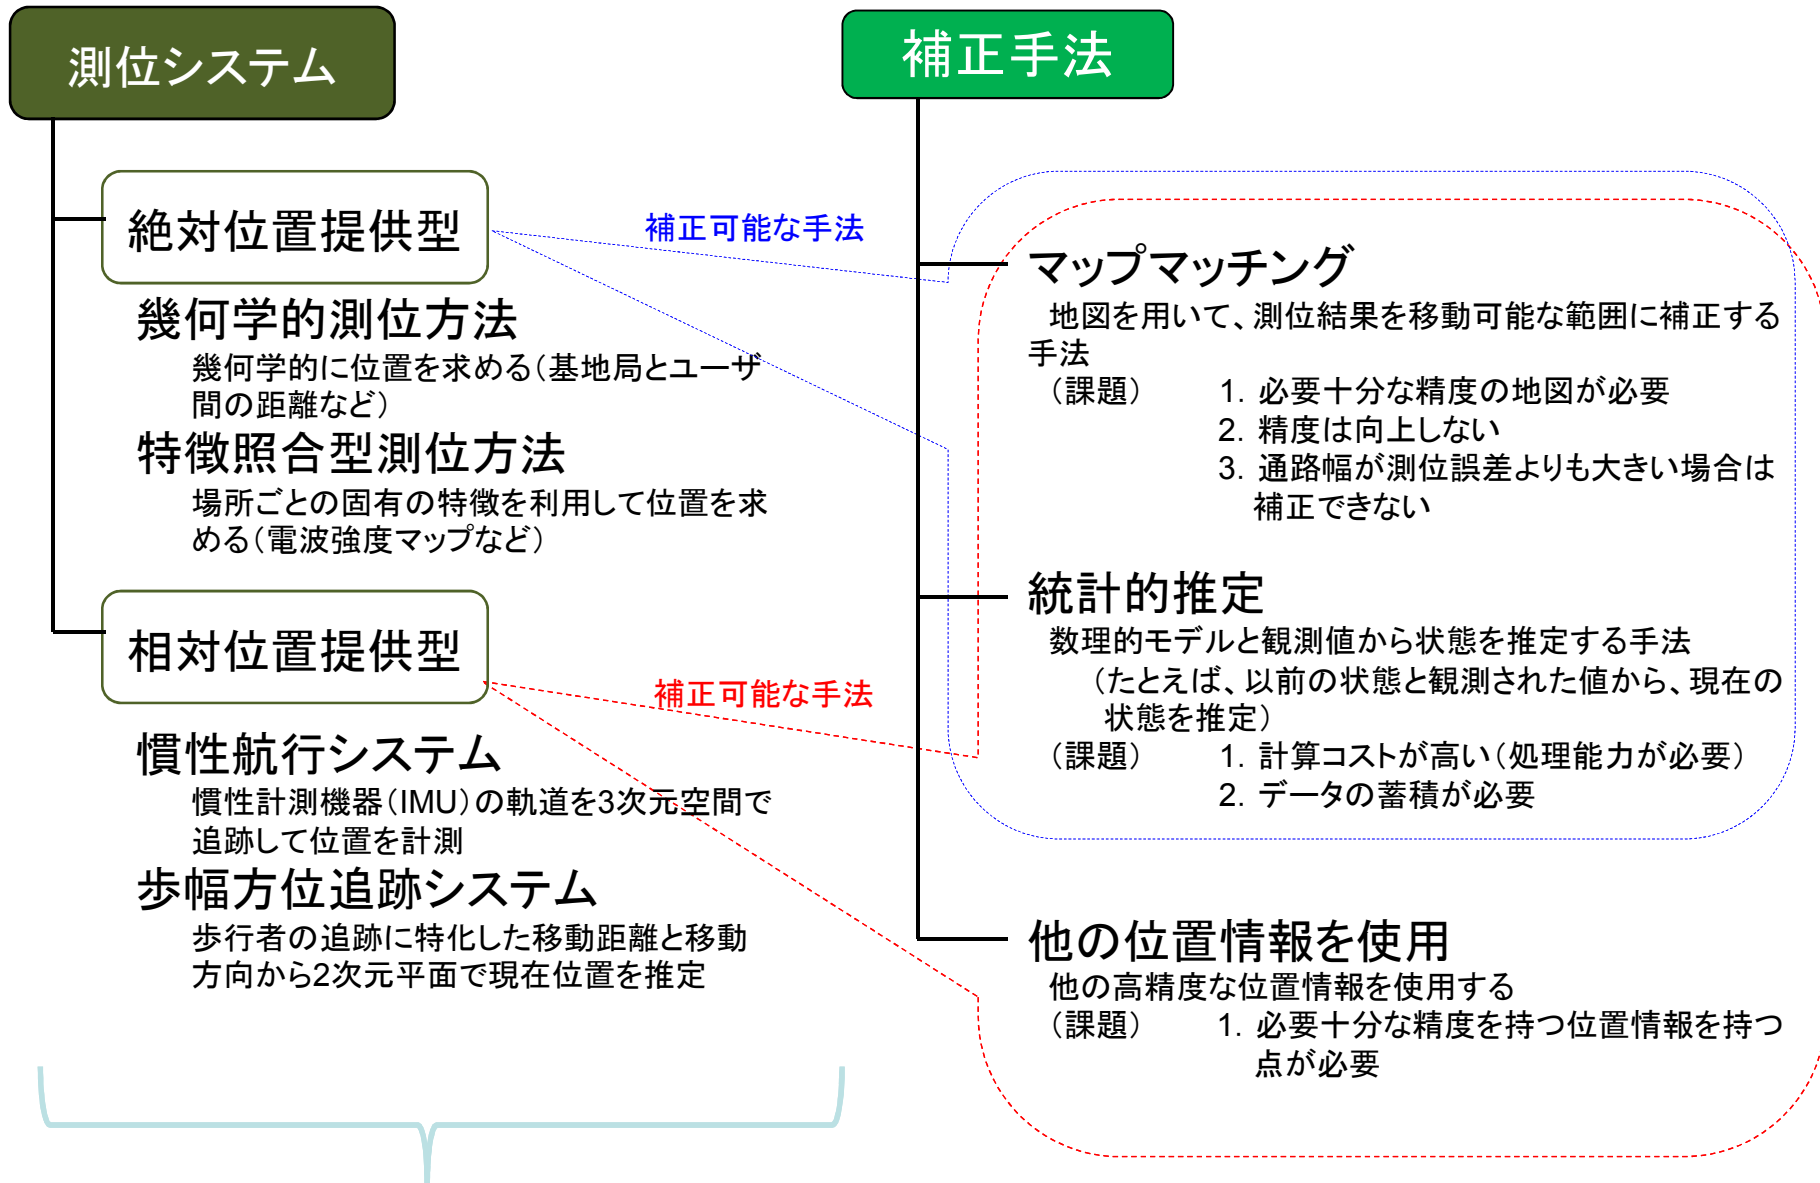 測位システム
絶対位置提供型
幾何学的測位方法
幾何学的に位置を求める（基地局とユーザ
間の距離など）
特徴照合型測位方法
場所ごとの固有の特徴を利用して位置を求
める（電波強度マップなど）
相対位置提供型
慣性航行システム
慣性計測機器（IMU）の軌道を3次元空間で
追跡して位置を計測
歩幅方位追跡システム
歩行者の追跡に特化した移動距離と移動
方向から2次元平面で現在位置を推定
補正可能な手法
補正可能な手法
補正手法
マップマッチング
地図を用いて、測位結果を移動可能な範囲に補正する
手法
（課題） 1. 必要十分な精度の地図が必要
2. 精度は向上しない
3. 通路幅が測位誤差よりも大きい場合は
補正できない
統計的推定
数理的モデルと観測値から状態を推定する手法
（たとえば、以前の状態と観測された値から、現在の
状態を推定）
（課題） 1. 計算コストが高い（処理能力が必要）
2. データの蓄積が必要
他の位置情報を使用
他の高精度な位置情報を使用する
（課題） 1. 必要十分な精度を持つ位置情報を持つ
点が必要